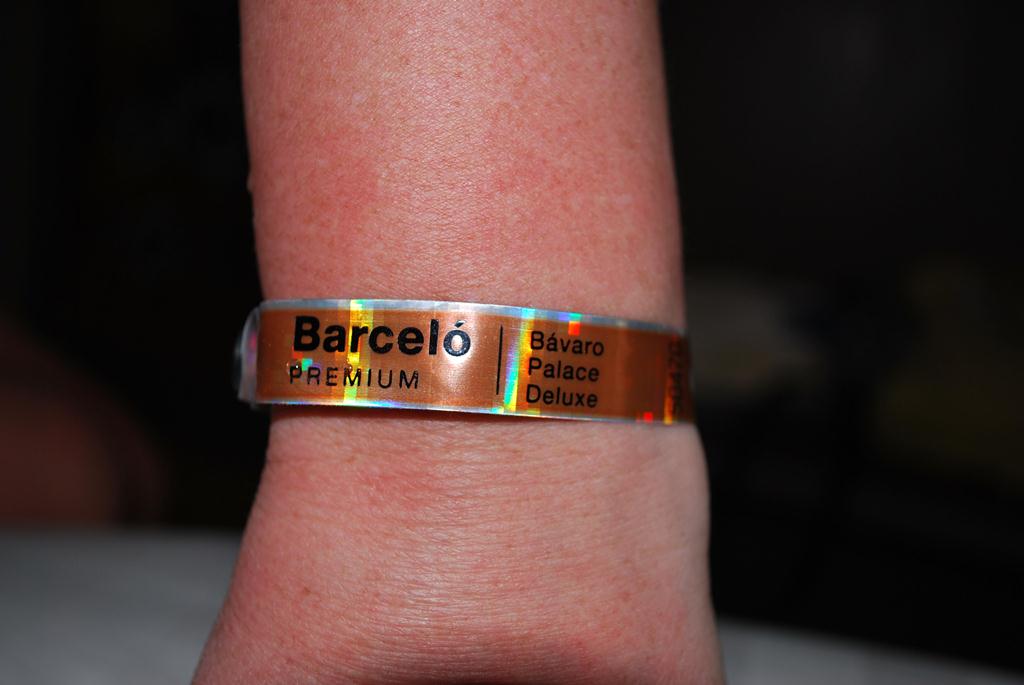 Barceló
PREMIUM
Bávaro
Palace
Deluxe